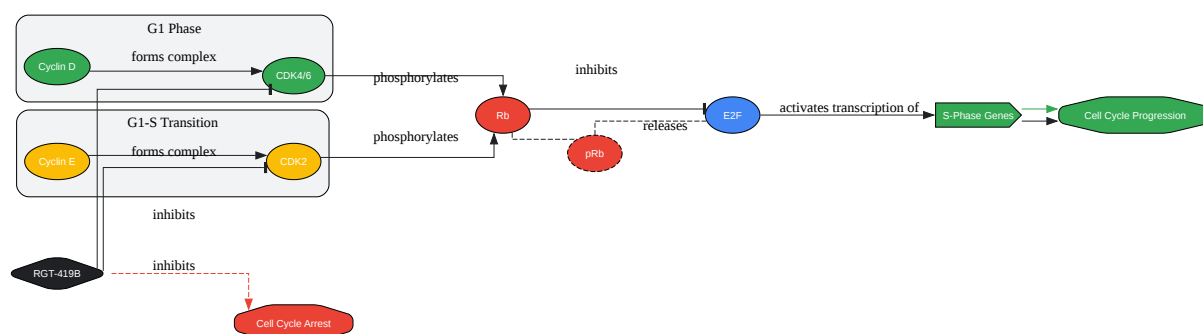 G1 Phase
Cyclin D
forms complex
CDK4/6
phosphorylates
inhibits
Rb
E2F
activates transcription of
S-Phase Genes
Cell Cycle Progression
G1-S Transition
Cyclin E
forms complex
CDK2
phosphorylates
releases
pRb
inhibits
RGT-419B
inhibits
Cell Cycle Arrest